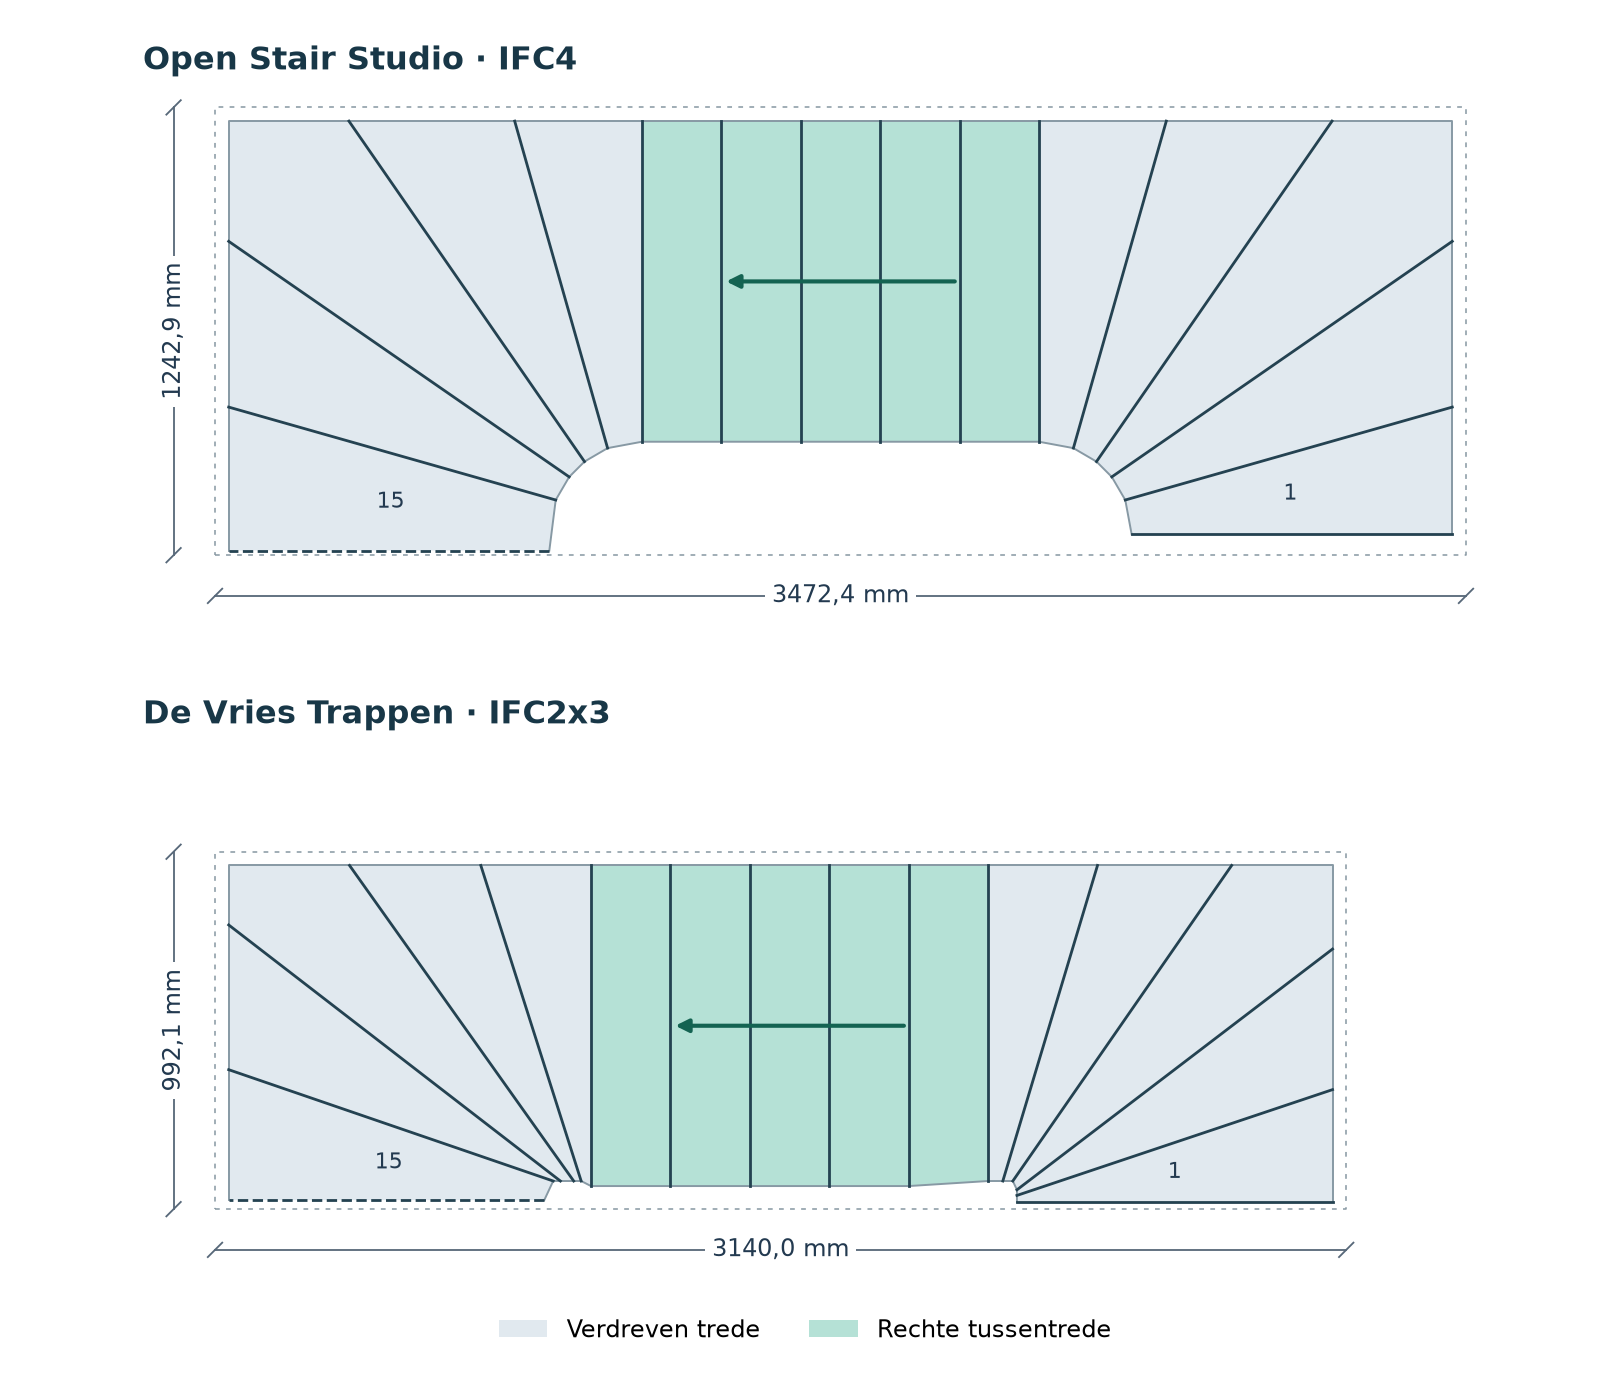 Open Stair Studio · IFC4
1242,9 mm
15
1
3472,4 mm
De Vries Trappen · IFC2x3
992,1 mm
15
1
3140,0 mm
Verdreven trede
Rechte tussentrede